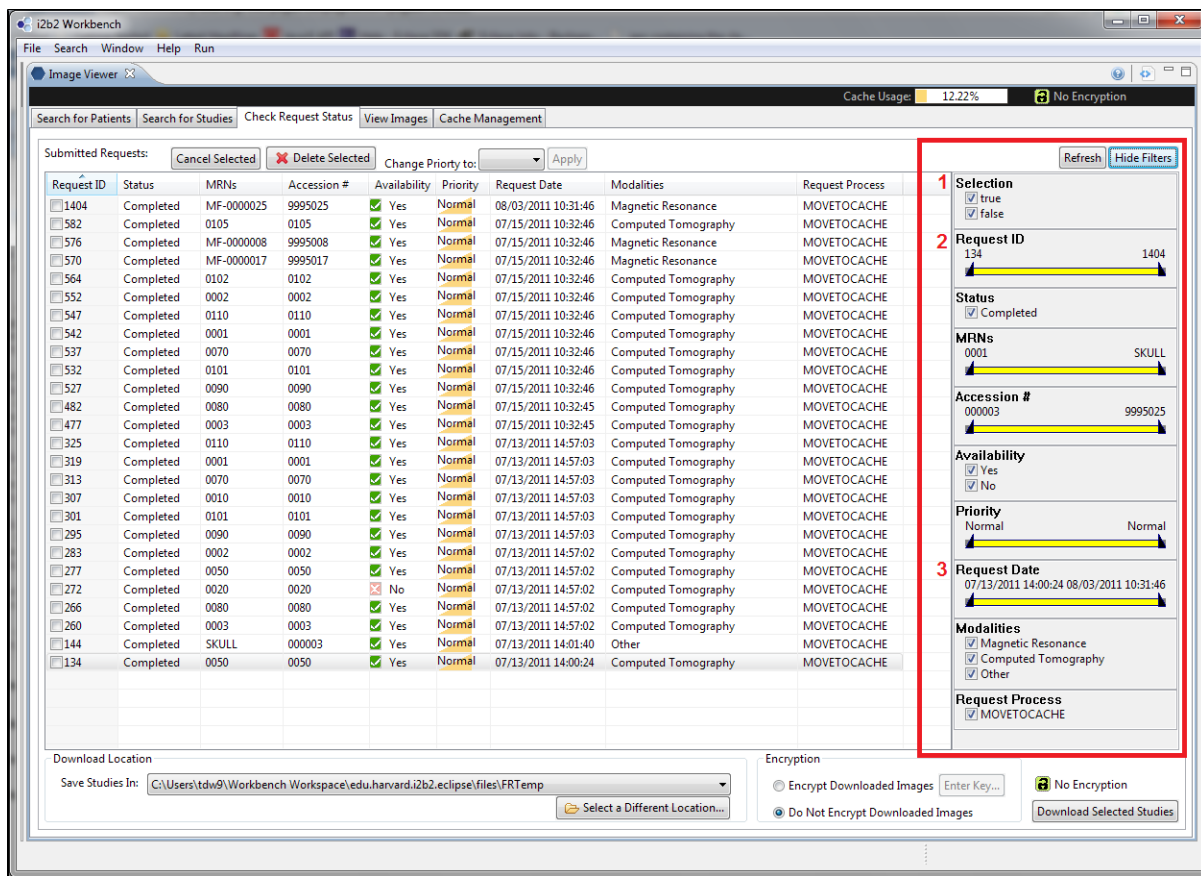 i2b2 Workbench
File Search Window Help Run
Image Viewer
Cache Usage: 12.22% No Encryption
Search for Patients Search for Studies Check Request Status View Images Cache Management
Submitted Requests: Cancel Selected Delete Selected Change Priorty to: Apply Refresh Hide Filters
Request ID Status MRNs Accession # Availability Priority Request Date Modalities Request Process
1404 Completed MF-0000025 9995025 Yes Normal 08/03/2011 10:31:46 Magnetic Resonance MOVETOCACHE
582 Completed 0105 0105 Yes Normal 07/15/2011 10:32:46 Computed Tomography MOVETOCACHE
576 Completed MF-0000008 9995008 Yes Normal 07/15/2011 10:32:46 Magnetic Resonance MOVETOCACHE
570 Completed MF-0000017 9995017 Yes Normal 07/15/2011 10:32:46 Magnetic Resonance MOVETOCACHE
564 Completed 0102 0102 Yes Normal 07/15/2011 10:32:46 Computed Tomography MOVETOCACHE
552 Completed 0002 0002 Yes Normal 07/15/2011 10:32:46 Computed Tomography MOVETOCACHE
547 Completed 0110 0110 Yes Normal 07/15/2011 10:32:46 Computed Tomography MOVETOCACHE
542 Completed 0001 0001 Yes Normal 07/15/2011 10:32:46 Computed Tomography MOVETOCACHE
537 Completed 0070 0070 Yes Normal 07/15/2011 10:32:46 Computed Tomography MOVETOCACHE
532 Completed 0101 0101 Yes Normal 07/15/2011 10:32:46 Computed Tomography MOVETOCACHE
527 Completed 0090 0090 Yes Normal 07/15/2011 10:32:46 Computed Tomography MOVETOCACHE
482 Completed 0080 0080 Yes Normal 07/15/2011 10:32:45 Computed Tomography MOVETOCACHE
477 Completed 0003 0003 Yes Normal 07/15/2011 10:32:45 Computed Tomography MOVETOCACHE
325 Completed 0110 0110 Yes Normal 07/13/2011 14:57:03 Computed Tomography MOVETOCACHE
319 Completed 0001 0001 Yes Normal 07/13/2011 14:57:03 Computed Tomography MOVETOCACHE
313 Completed 0070 0070 Yes Normal 07/13/2011 14:57:03 Computed Tomography MOVETOCACHE
307 Completed 0010 0010 Yes Normal 07/13/2011 14:57:03 Computed Tomography MOVETOCACHE
301 Completed 0101 0101 Yes Normal 07/13/2011 14:57:03 Computed Tomography MOVETOCACHE
295 Completed 0090 0090 Yes Normal 07/13/2011 14:57:03 Computed Tomography MOVETOCACHE
283 Completed 0002 0002 Yes Normal 07/13/2011 14:57:02 Computed Tomography MOVETOCACHE
277 Completed 0050 0050 Yes Normal 07/13/2011 14:57:02 Computed Tomography MOVETOCACHE
272 Completed 0020 0020 No Normal 07/13/2011 14:57:02 Computed Tomography MOVETOCACHE
266 Completed 0080 0080 Yes Normal 07/13/2011 14:57:02 Computed Tomography MOVETOCACHE
260 Completed 0003 0003 Yes Normal 07/13/2011 14:57:02 Computed Tomography MOVETOCACHE
144 Completed SKULL 000003 Yes Normal 07/13/2011 14:01:40 Other MOVETOCACHE
134 Completed 0050 0050 Yes Normal 07/13/2011 14:00:24 Computed Tomography MOVETOCACHE
1 Selection
true
false
2 Request ID
134 1404
Status
Completed
MRNs
0001 SKULL
Accession #
000003 9995025
Availability
Yes
No
Priority
Normal Normal
3 Request Date
07/13/2011 14:00:24 08/03/2011 10:31:46
Modalities
Magnetic Resonance
Computed Tomography
Other
Request Process
MOVETOCACHE
Download Location
Save Studies In: C:\Users\tdw9\Workbench Workspace\edu.harvard.i2b2.eclipse\files\FRTemp
Select a Different Location...
Encryption
Encrypt Downloaded Images Enter Key...
Do Not Encrypt Downloaded Images
No Encryption
Download Selected Studies